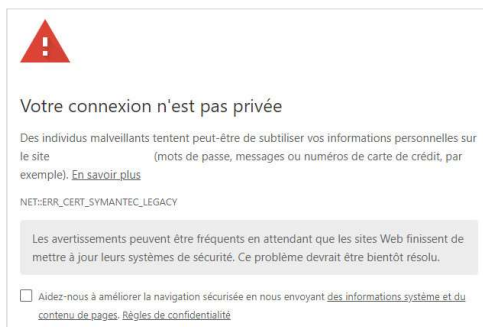 Votre connexion n'est pas privée
Des individus malveillants tentent peut-être de subtiliser vos informations personnelles sur
le site (mots de passe, messages ou numéros de carte de crédit, par
exemple). En savoir plus
NET::ERR_CERT_SYMANTEC_LEGACY
Les avertissements peuvent être fréquents en attendant que les sites Web finissent de
mettre à jour leurs systèmes de sécurité. Ce problème devrait être bientôt résolu.
Aidez-nous à améliorer la navigation sécurisée en nous envoyant des informations système et du
contenu de pages. Règles de confidentialité